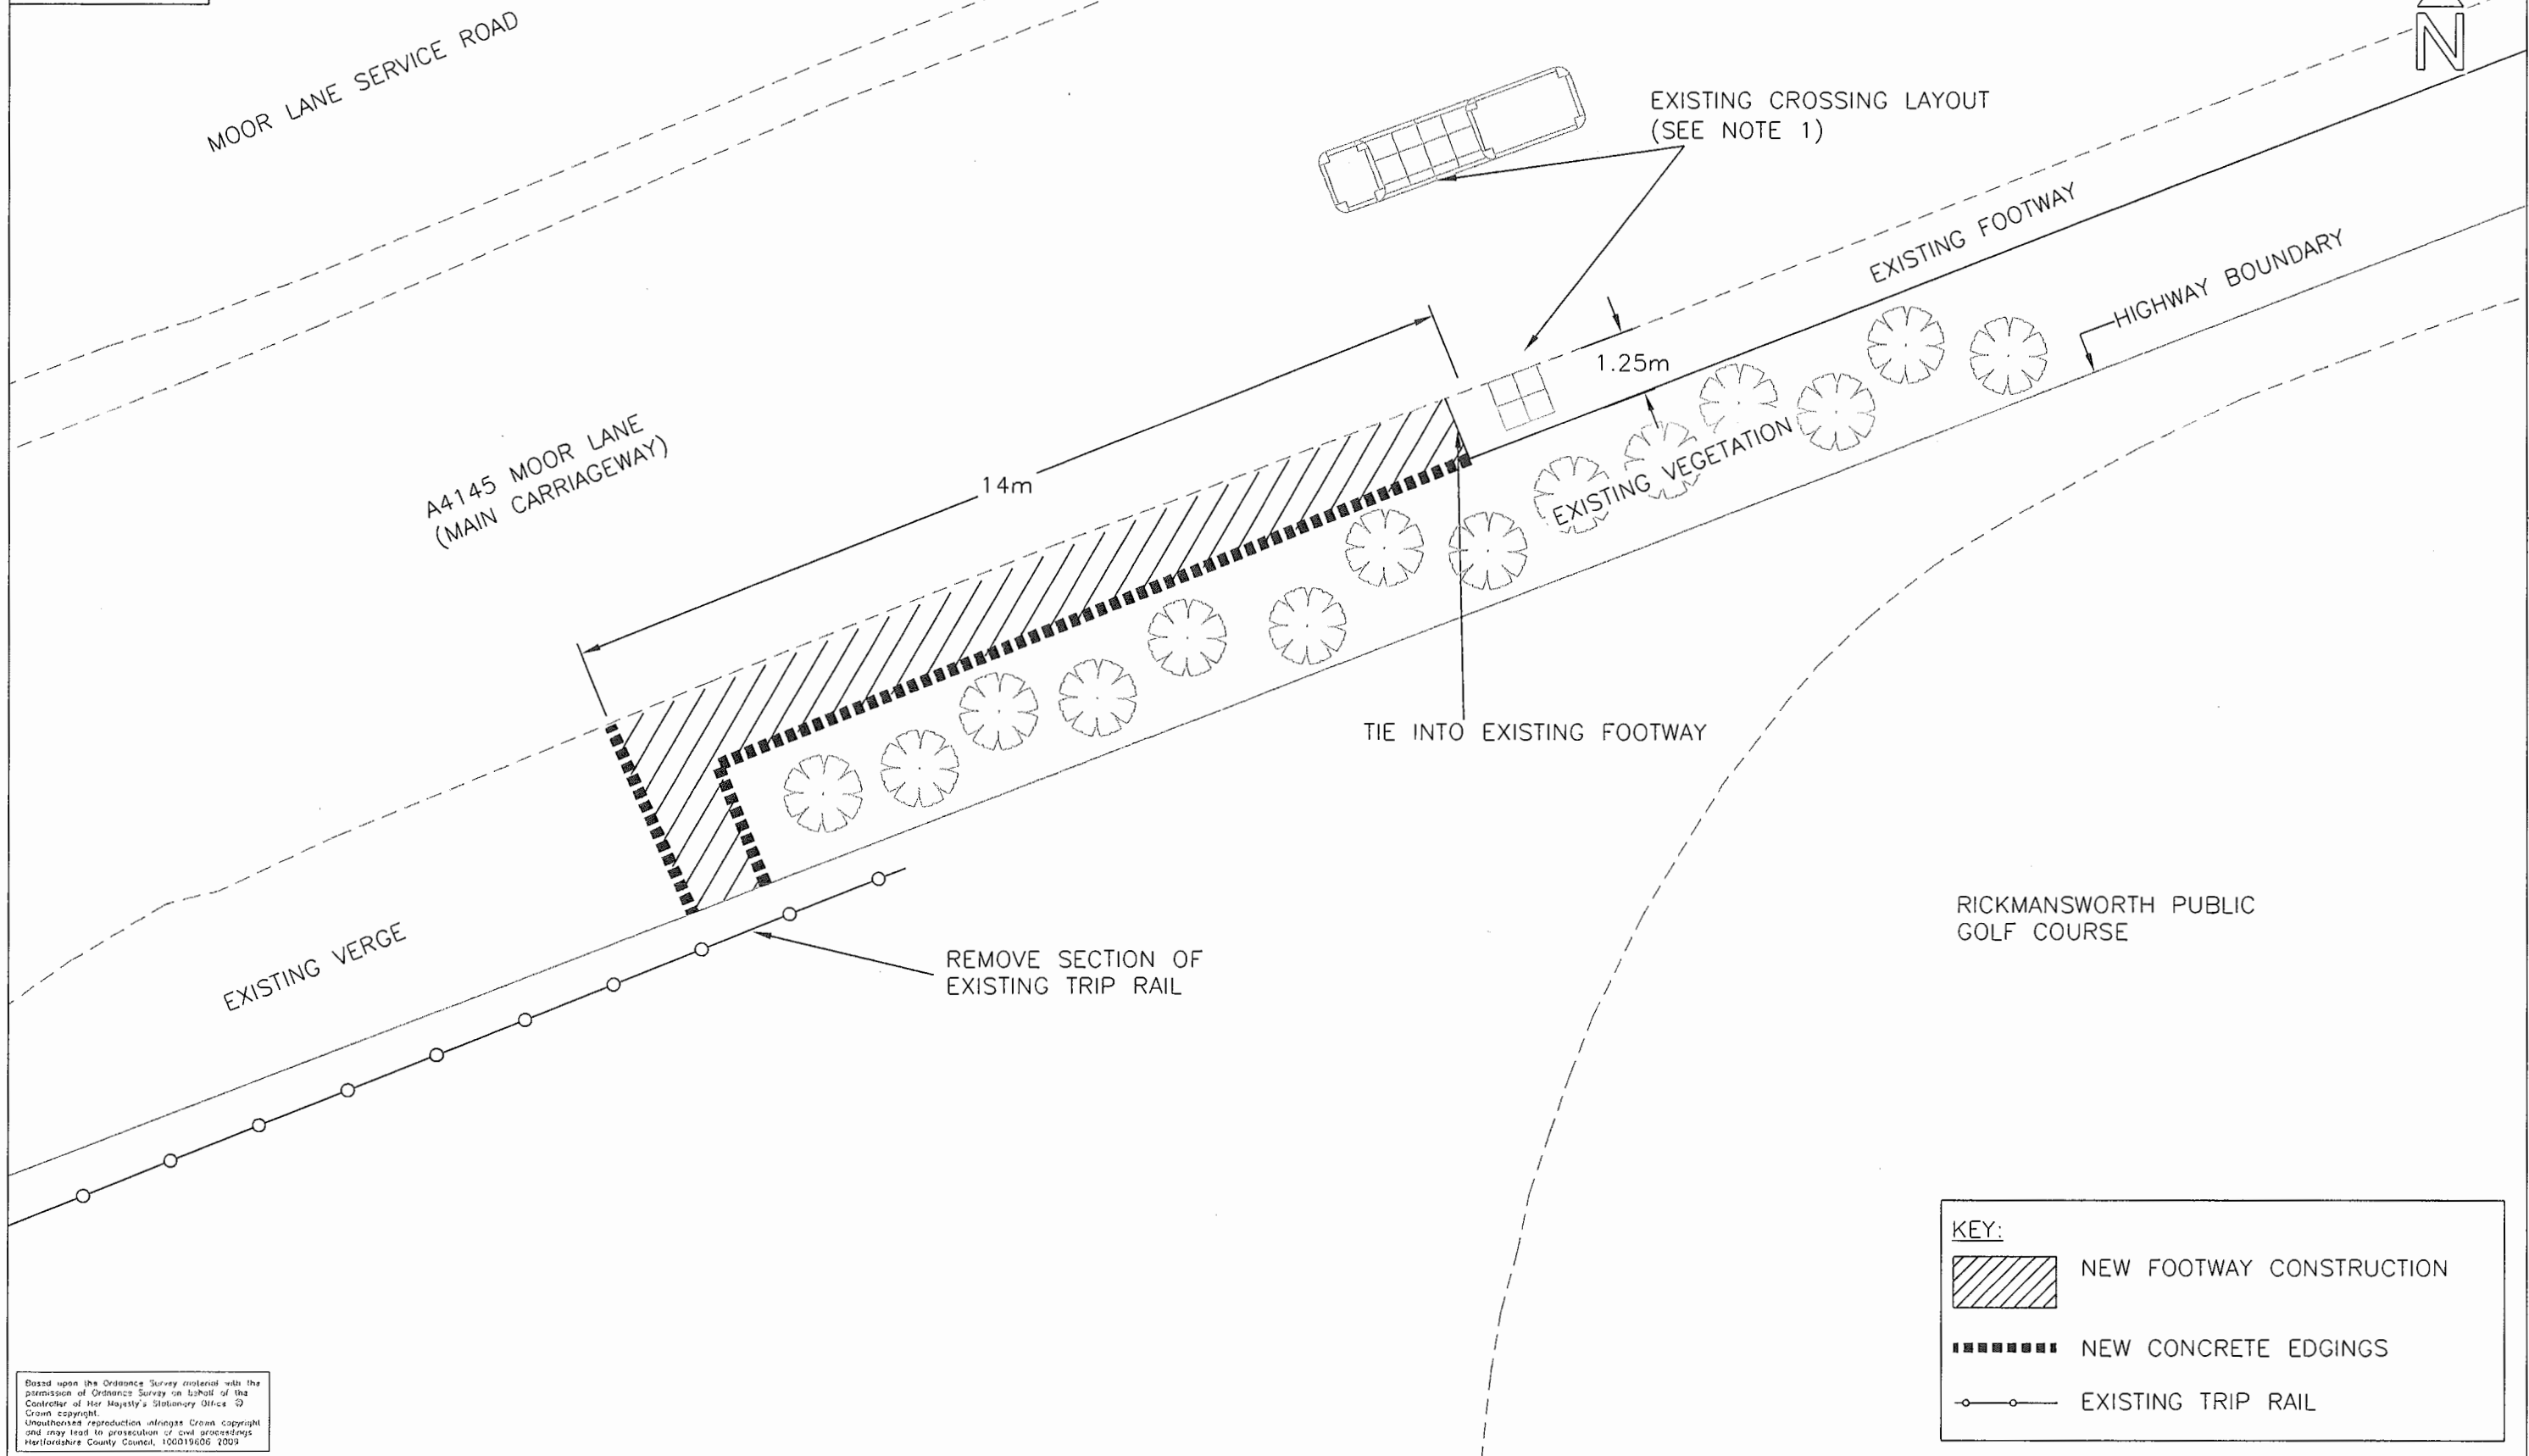 MOOR LANE SERVICE ROAD
N
EXISTING CROSSING LAYOUT
(SEE NOTE 1)
EXISTING FOOTWAY
HIGHWAY BOUNDARY
1.25m
A4145 MOOR LANE
(MAIN CARRIAGEWAY)
14m
EXISTING VEGETATION
TIE INTO EXISTING FOOTWAY
RICKMANSWORTH PUBLIC
GOLF COURSE
EXISTING VERGE
REMOVE SECTION OF
EXISTING TRIP RAIL
KEY:
NEW FOOTWAY CONSTRUCTION
NEW CONCRETE EDGINGS
EXISTING TRIP RAIL
Based upon the Ordnance Survey material with the
permission of Ordnance Survey on behalf of the
Controller of Her Majesty's Stationery Office ©
Crown copyright.
Unauthorised reproduction infringes Crown copyright
and may lead to prosecution or civil proceedings
Hertfordshire County Council, 100019606 2009